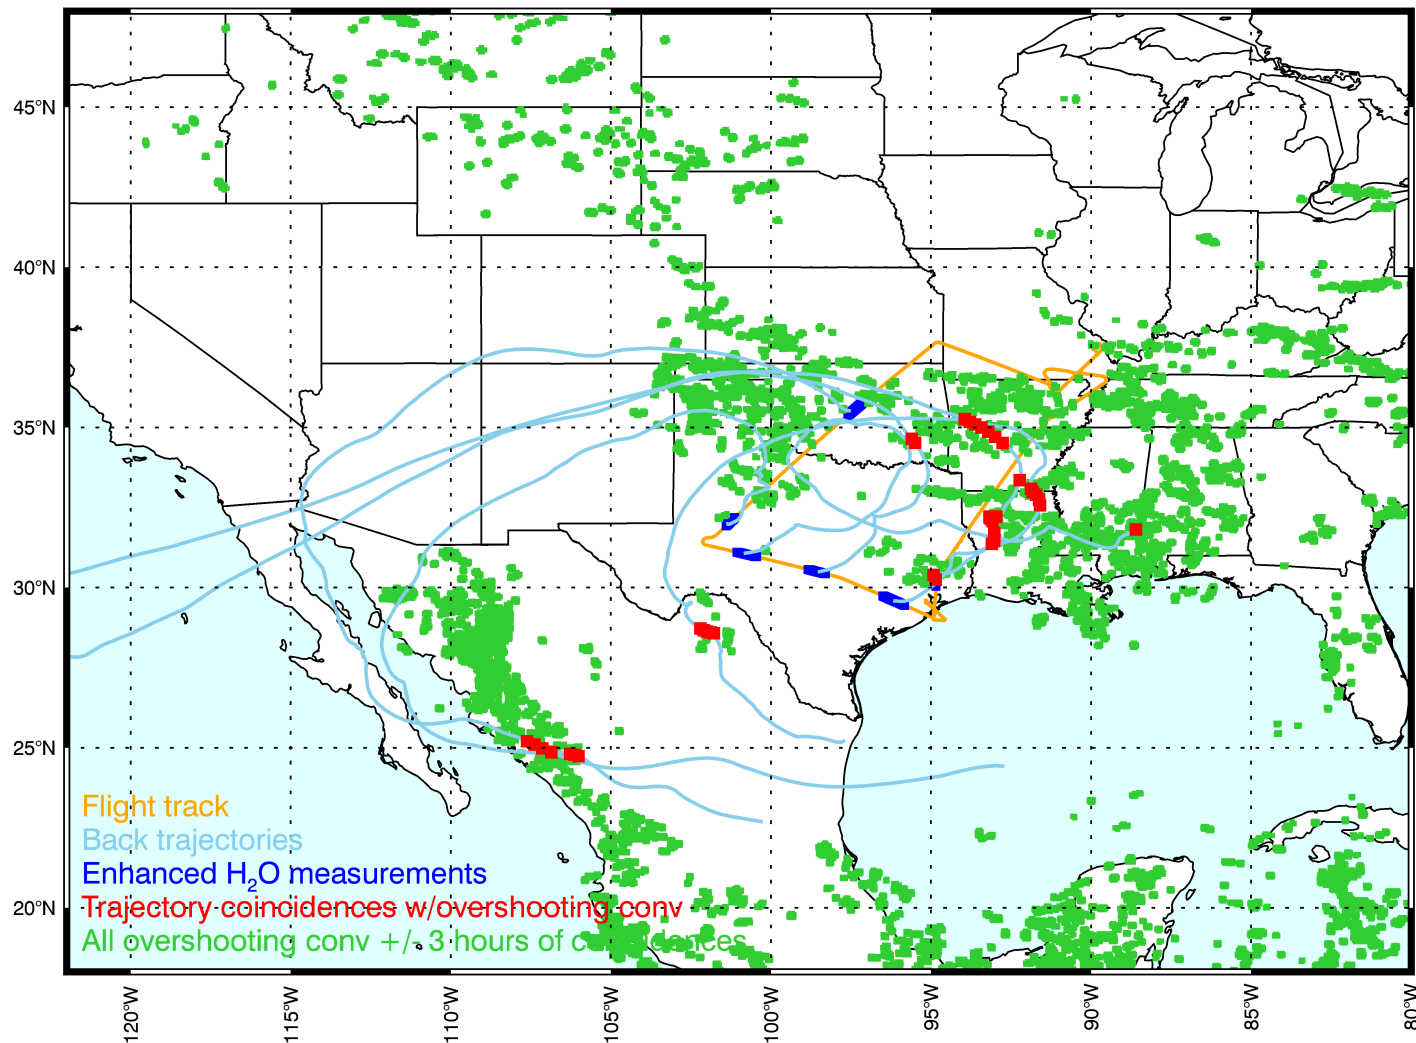 45°N
40°N
35°N
30°N
25°N
20°N
Flight track
Back trajectories
Enhanced H₂O measurements
Trajectory coincidences w/overshooting conv
All overshooting conv +/- 3 hours of coincidences
120°W
115°W
110°W
105°W
100°W
95°W
90°W
85°W
80°W